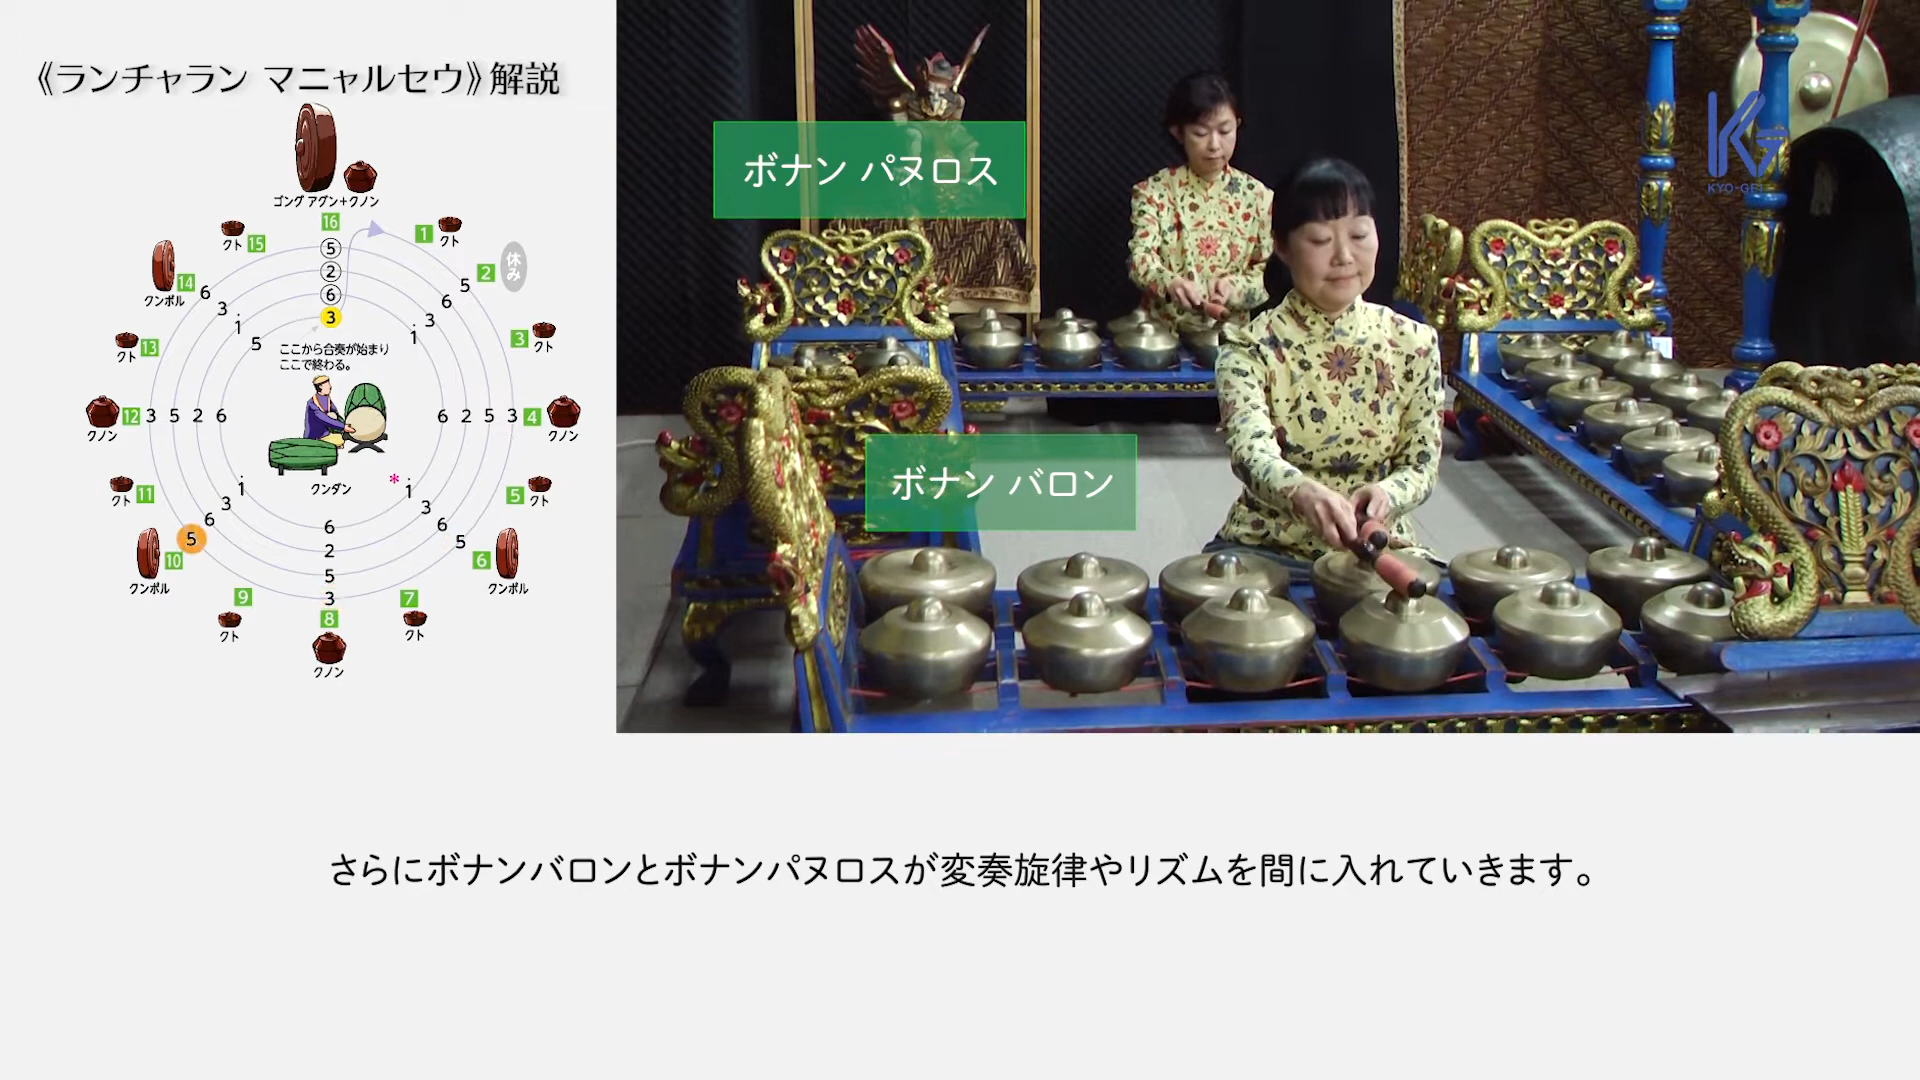 《ランチャラン マニャルセウ》解説
ゴング アグン+クノン
16
クト 15
1 クト
5
2
6
3
2 休み
14
クンボル
6 3 1̇ 5
5 6 3 1̇
13
クト
3 クト
ここから合奏が始まり
ここで終わる。
クノン 12 3 5 2 6
6 2 5 3 4 クノン
クンダン
クト 11
5 クト
1̇ 3 6 5
* 1̇ 3 6 5
10 クンボル
6 クンボル
6
2
5
3
9 クト
8 クノン
7 クト
ボナン パヌロス
ボナン バロン
KG
KYO-GEI
さらにボナンバロンとボナンパヌロスが変奏旋律やリズムを間に入れていきます。